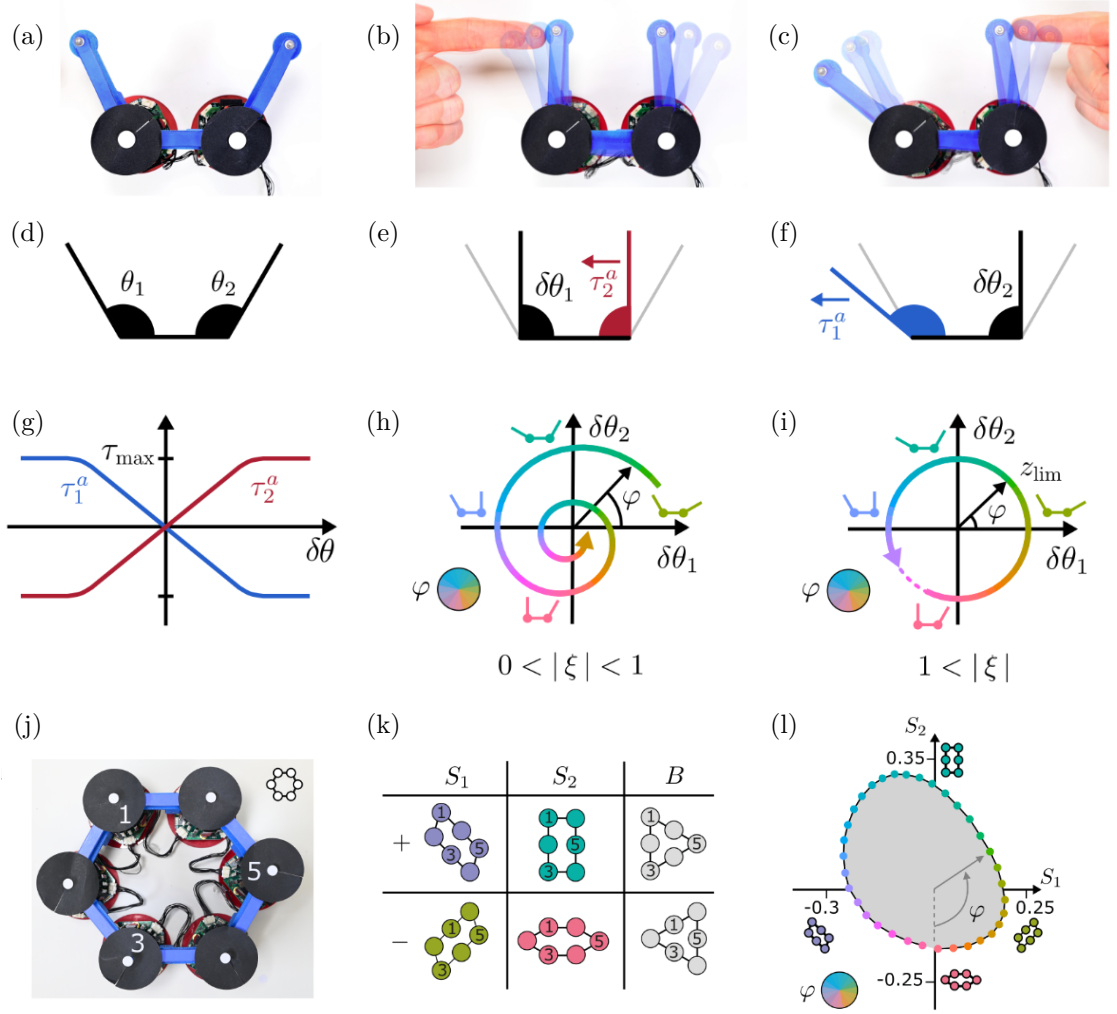 (a)
(b)
(c)
(d)
θ₁
θ₂
(e)
δθ₁
τ₂ᵃ
(f)
δθ₂
τ₁ᵃ
(g)
τmax
τ₁ᵃ
τ₂ᵃ
δθ
(h)
δθ₂
φ
δθ₁
φ
0 < | ξ | < 1
(i)
δθ₂
zlim
φ
δθ₁
φ
1 < | ξ |
(j)
1
5
3
(k)
S₁ S₂ B
+
1
3
5
1
5
3
1
5
3
−
1
5
3
1
3
5
1
3
5
(l)
S₂
0.35
S₁
-0.3
0.25
φ
-0.25
φ